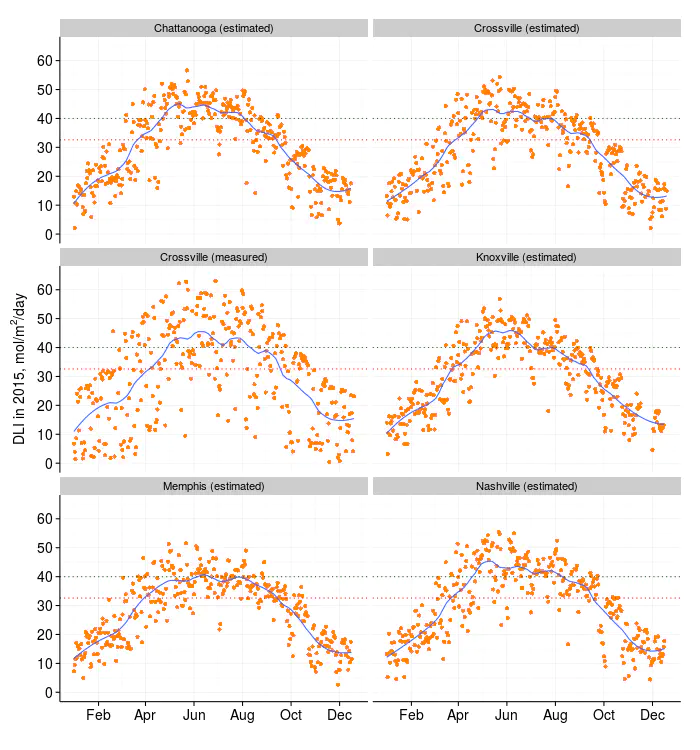 Chattanooga (estimated)
Crossville (estimated)
60
50
40
30
20
10
0
Crossville (measured)
Knoxville (estimated)
60
50
40
30
20
10
0
DLI in 2015, mol/m²/day
Memphis (estimated)
Nashville (estimated)
60
50
40
30
20
10
0
Feb Apr Jun Aug Oct Dec
Feb Apr Jun Aug Oct Dec